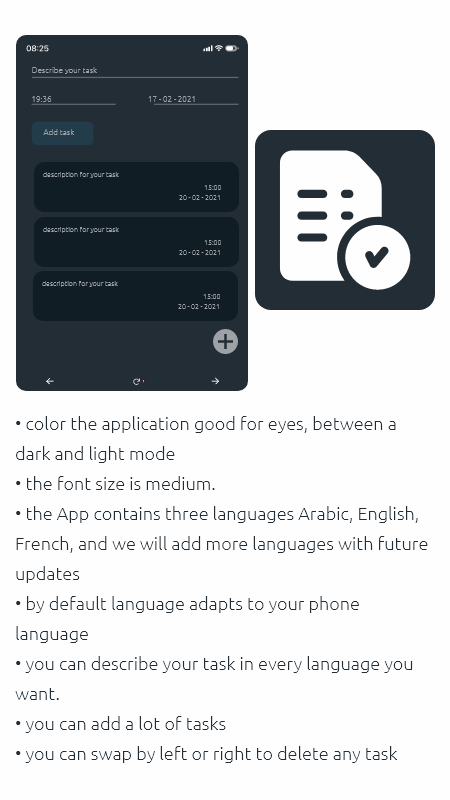 08:25
Describe your task
19:36 17-02-2021
Add task
description for your task
15:00
20-02-2021
description for your task
15:00
20-02-2021
description for your task
15:00
20-02-2021
• color the application good for eyes, between a
dark and light mode
• the font size is medium.
• the App contains three languages Arabic, English,
French, and we will add more languages with future
updates
• by default language adapts to your phone
language
• you can describe your task in every language you
want.
• you can add a lot of tasks
• you can swap by left or right to delete any task